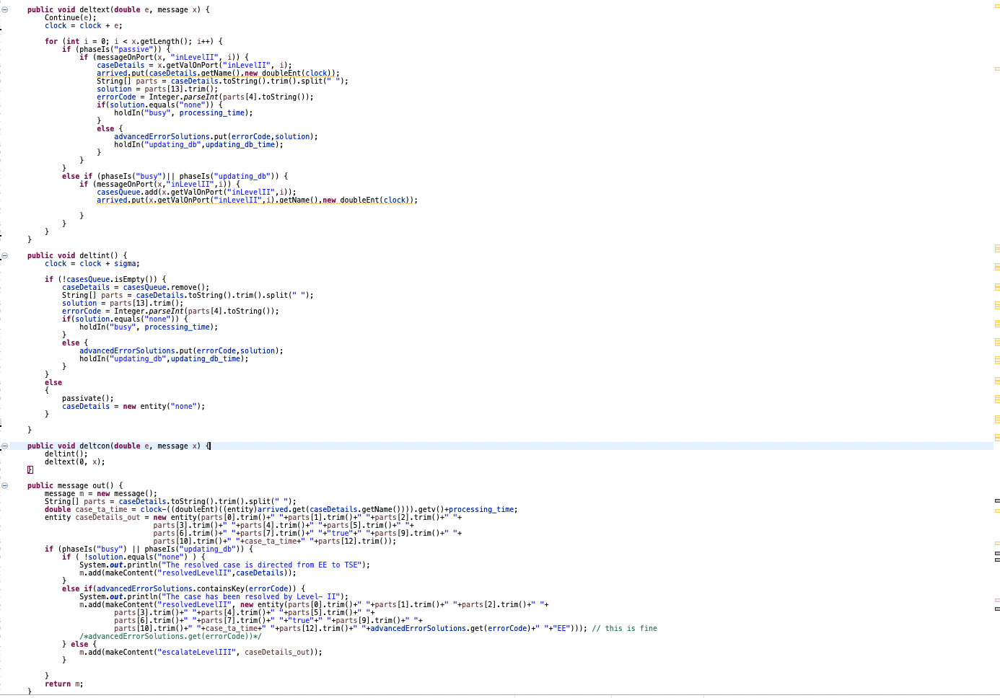 public void deltext(double e, message x) {
Continue(e);
clock = clock + e;
for (int i = 0; i < x.getLength(); i++) {
if (phaseIs("passive")) {
if (messageOnPort(x, "inLevelII", i)) {
caseDetails = x.getValOnPort("inLevelII", i);
arrived.put(caseDetails.getName(),new doubleEnt(clock));
String[] parts = caseDetails.toString().trim().split(" ");
solution = parts[13].trim();
errorCode = Integer.parseInt(parts[4].toString());
if(solution.equals("none")) {
holdIn("busy", processing_time);
}
else {
advancedErrorSolutions.put(errorCode,solution);
holdIn("updating_db",updating_db_time);
}
}
}
else if (phaseIs("busy")|| phaseIs("updating_db")) {
if (messageOnPort(x,"inLevelII",i)) {
casesQueue.add(x.getValOnPort("inLevelII",i));
arrived.put(x.getValOnPort("inLevelII",i).getName(),new doubleEnt(clock));
}
}
}
}
public void deltint() {
clock = clock + sigma;
if (!casesQueue.isEmpty()) {
caseDetails = casesQueue.remove();
String[] parts = caseDetails.toString().trim().split(" ");
solution = parts[13].trim();
errorCode = Integer.parseInt(parts[4].toString());
if(solution.equals("none")) {
holdIn("busy", processing_time);
}
else {
advancedErrorSolutions.put(errorCode,solution);
holdIn("updating_db",updating_db_time);
}
}
else
{
passivate();
caseDetails = new entity("none");
}
}
public void deltcon(double e, message x) {
deltint();
deltext(0, x);
}
public message out() {
message m = new message();
String[] parts = caseDetails.toString().trim().split(" ");
double case_ta_time = clock-((doubleEnt)((entity)arrived.get(caseDetails.getName()))).getv()+processing_time;
entity caseDetails_out = new entity(parts[0].trim()+" "+parts[1].trim()+" "+parts[2].trim()+" "+
parts[3].trim()+" "+parts[4].trim()+" "+parts[5].trim()+" "+
parts[6].trim()+" "+parts[7].trim()+" "+"true"+" "+parts[9].trim()+" "+
parts[10].trim()+" "+case_ta_time+" "+parts[12].trim());
if (phaseIs("busy") || phaseIs("updating_db")) {
if ( !solution.equals("none") ) {
System.out.println("The resolved case is directed from EE to TSE");
m.add(makeContent("resolvedLevelII",caseDetails));
}
else if(advancedErrorSolutions.containsKey(errorCode)) {
System.out.println("The case has been resolved by Level- II");
m.add(makeContent("resolvedLevelII", new entity(parts[0].trim()+" "+parts[1].trim()+" "+parts[2].trim()+" "+
parts[3].trim()+" "+parts[4].trim()+" "+parts[5].trim()+" "+
parts[6].trim()+" "+parts[7].trim()+" "+"true"+" "+parts[9].trim()+" "+
parts[10].trim()+" "+case_ta_time+" "+parts[12].trim()+" "+advancedErrorSolutions.get(errorCode)+" "+"EE"))); // this is fine
/*advancedErrorSolutions.get(errorCode))*/
} else {
m.add(makeContent("escalateLevelIII", caseDetails_out));
}
}
return m;
}